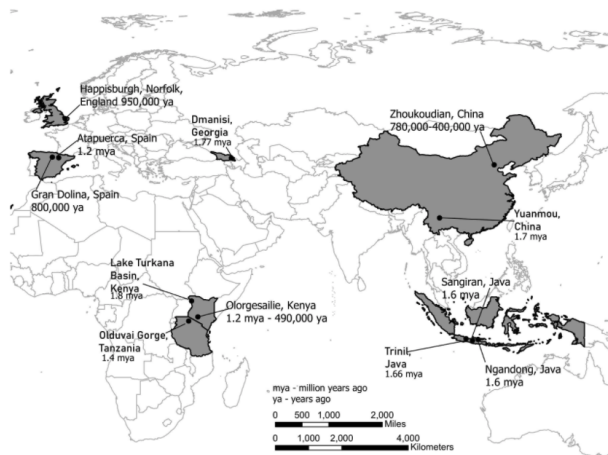 Happisburgh, Norfolk,
England 950,000 ya
Atapuerca, Spain
1.2 mya
Gran Dolina, Spain
800,000 ya
Dmanisi,
Georgia
1.77 mya
Zhoukoudian, China
780,000-400,000 ya
Yuanmou,
China
1.7 mya
Lake Turkana
Basin,
Kenya
1.8 mya
Olorgesailie, Kenya
1.2 mya - 490,000 ya
Olduvai Gorge,
Tanzania
1.4 mya
Sangiran, Java
1.6 mya
Trinil,
Java
1.66 mya
Ngandong, Java
1.6 mya
mya - million years ago
ya - years ago
0 500 1,000 2,000
Miles
0 1,000 2,000 4,000
Kilometers